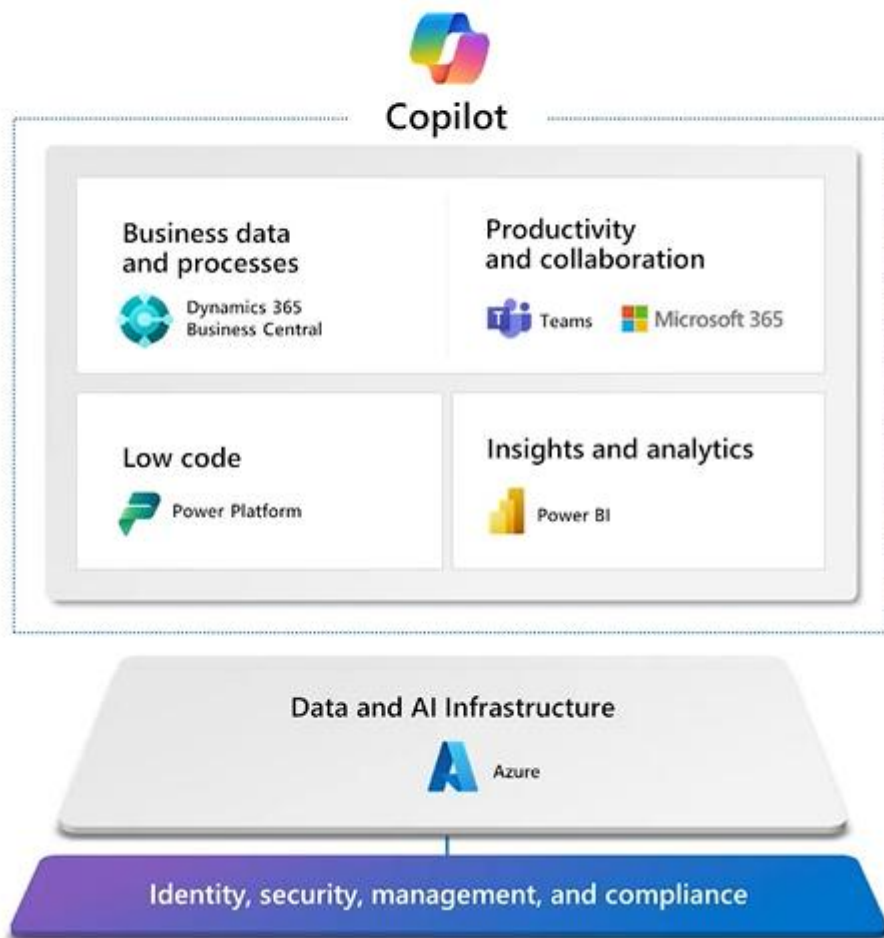 Copilot
Business data
and processes
Dynamics 365
Business Central
Productivity
and collaboration
Teams
Microsoft 365
Low code
Power Platform
Insights and analytics
Power BI
Data and AI Infrastructure
Azure
Identity, security, management, and compliance